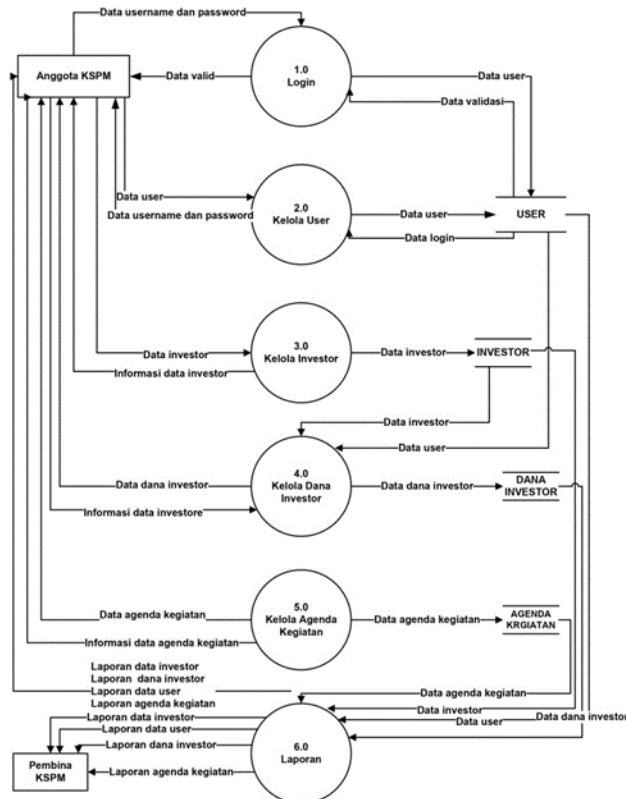 Data username dan password
Anggota KSPM
Data valid
1.0
Login
Data user
Data validasi
Data user
Data username dan password
2.0
Kelola User
Data user
USER
Data login
3.0
Kelola Investor
Data investor
Data investor
INVESTOR
Informasi data investor
Data investor
Data user
4.0
Kelola Dana
Investor
Data dana investor
Data dana investor
DANA
INVESTOR
Informasi data investore
5.0
Kelola Agenda
Kegiatan
Data agenda kegiatan
Data agenda kegiatan
AGENDA
KRGIATAN
Informasi data agenda kegiatan
Laporan data investor
Laporan dana investor
Laporan data user
Laporan agenda kegiatan
Data agenda kegiatan
Data investor
Data user
Data dana investor
Laporan data investor
Laporan data user
Laporan dana investor
Laporan agenda kegiatan
6.0
Laporan
Pembina
KSPM